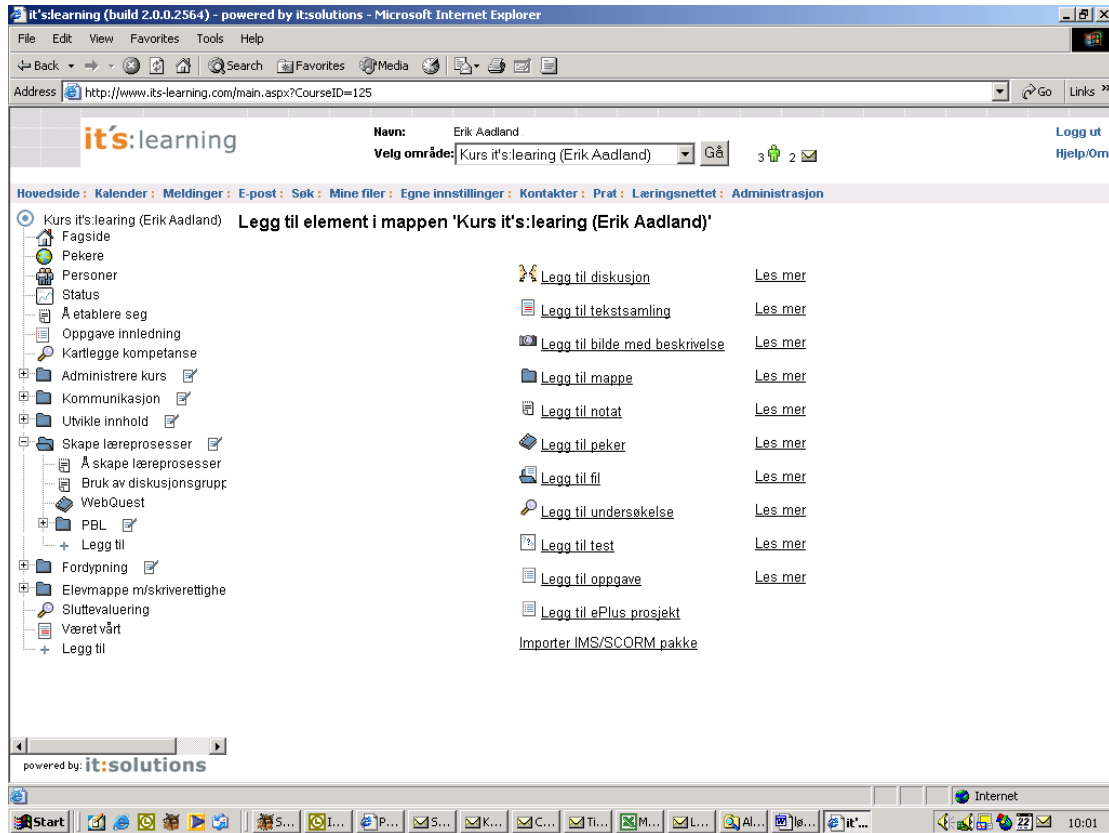 it's:learning (build 2.0.0.2564) - powered by it:solutions - Microsoft Internet Explorer
File Edit View Favorites Tools Help
Back Search Favorites Media
Address http://www.its-learning.com/main.aspx?CourseID=125 Go Links »
it's:learning
Navn: Erik Aadland Logg ut
Velg område: Kurs it's:learing (Erik Aadland) Gå 3 2 Hjelp/Om
Hovedside : Kalender : Meldinger : E-post : Søk : Mine filer : Egne innstillinger : Kontakter : Prat : Læringsnettet : Administrasjon
Kurs it's:learing (Erik Aadland)
Fagside
Pekere
Personer
Status
Å etablere seg
Oppgave innledning
Kartlegge kompetanse
Administrere kurs
Kommunikasjon
Utvikle innhold
Skape læreprosesser
Å skape læreprosesser
Bruk av diskusjonsgrupp
WebQuest
PBL
Legg til
Fordypning
Elevmappe m/skriverettighe
Sluttevaluering
Været vårt
Legg til
powered by: it:solutions
Legg til element i mappen 'Kurs it's:learing (Erik Aadland)'
Legg til diskusjon Les mer
Legg til tekstsamling Les mer
Legg til bilde med beskrivelse Les mer
Legg til mappe Les mer
Legg til notat Les mer
Legg til peker Les mer
Legg til fil Les mer
Legg til undersøkelse Les mer
Legg til test Les mer
Legg til oppgave Les mer
Legg til ePlus prosjekt
Importer IMS/SCORM pakke
Internet
Start S... I... P... S... K... C... Ti... M... L... Al... lø... it'... 22 10:01